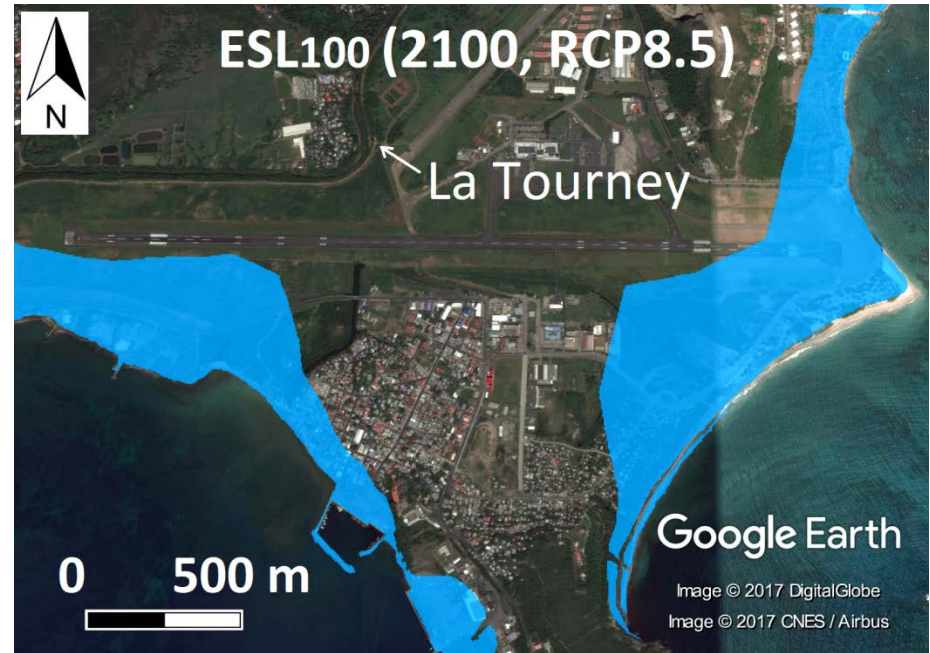 ESL100 (2100, RCP8.5)
N
La Tourney
Google Earth
0 500 m
Image © 2017 DigitalGlobe
Image © 2017 CNES / Airbus